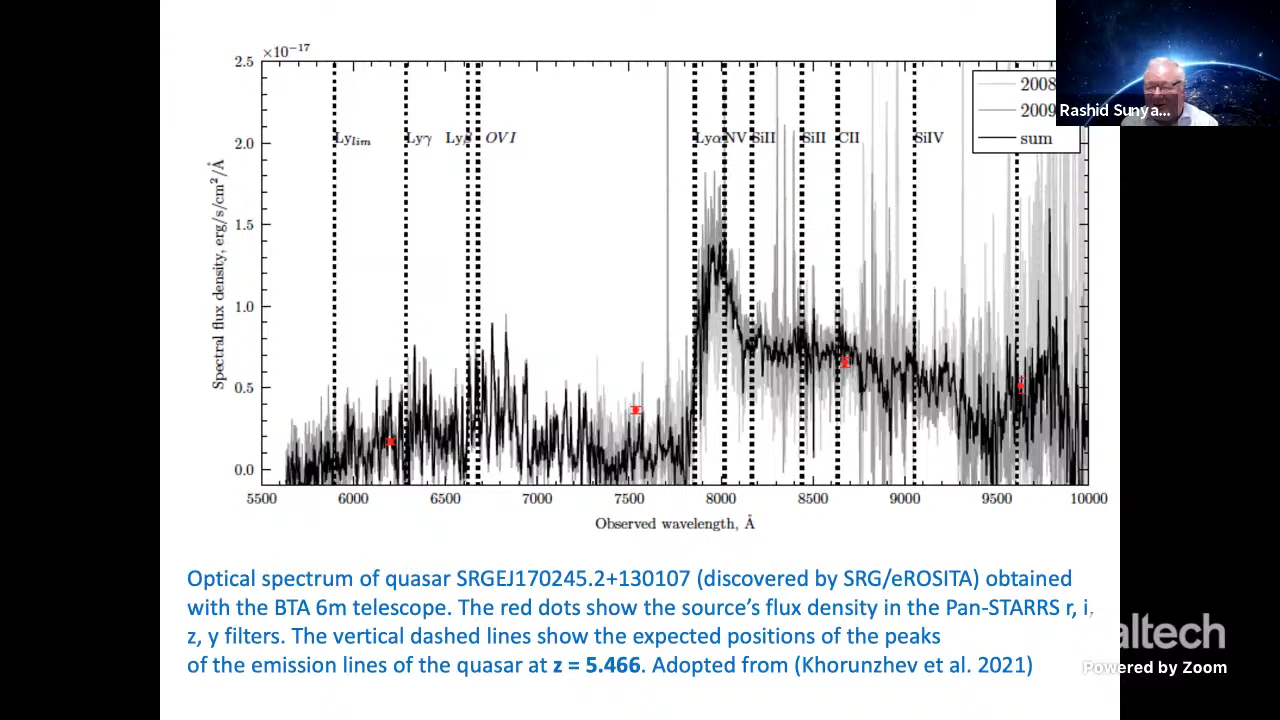 ×10⁻¹⁷
2.5
2.0
1.5
1.0
0.5
0.0
Spectral flux density, erg/s/cm²/Å
Lylim Lyγ Lyβ OVI Lyα NV SiII SiII CII SiIV
2008
2009
sum
Rashid Sunya...
5500 6000 6500 7000 7500 8000 8500 9000 9500 10000
Observed wavelength, Å
Optical spectrum of quasar SRGEJ170245.2+130107 (discovered by SRG/eROSITA) obtained
with the BTA 6m telescope. The red dots show the source's flux density in the Pan-STARRS r, i,
z, y filters. The vertical dashed lines show the expected positions of the peaks
of the emission lines of the quasar at z = 5.466. Adopted from (Khorunzhev et al. 2021)
altech
Powered by Zoom